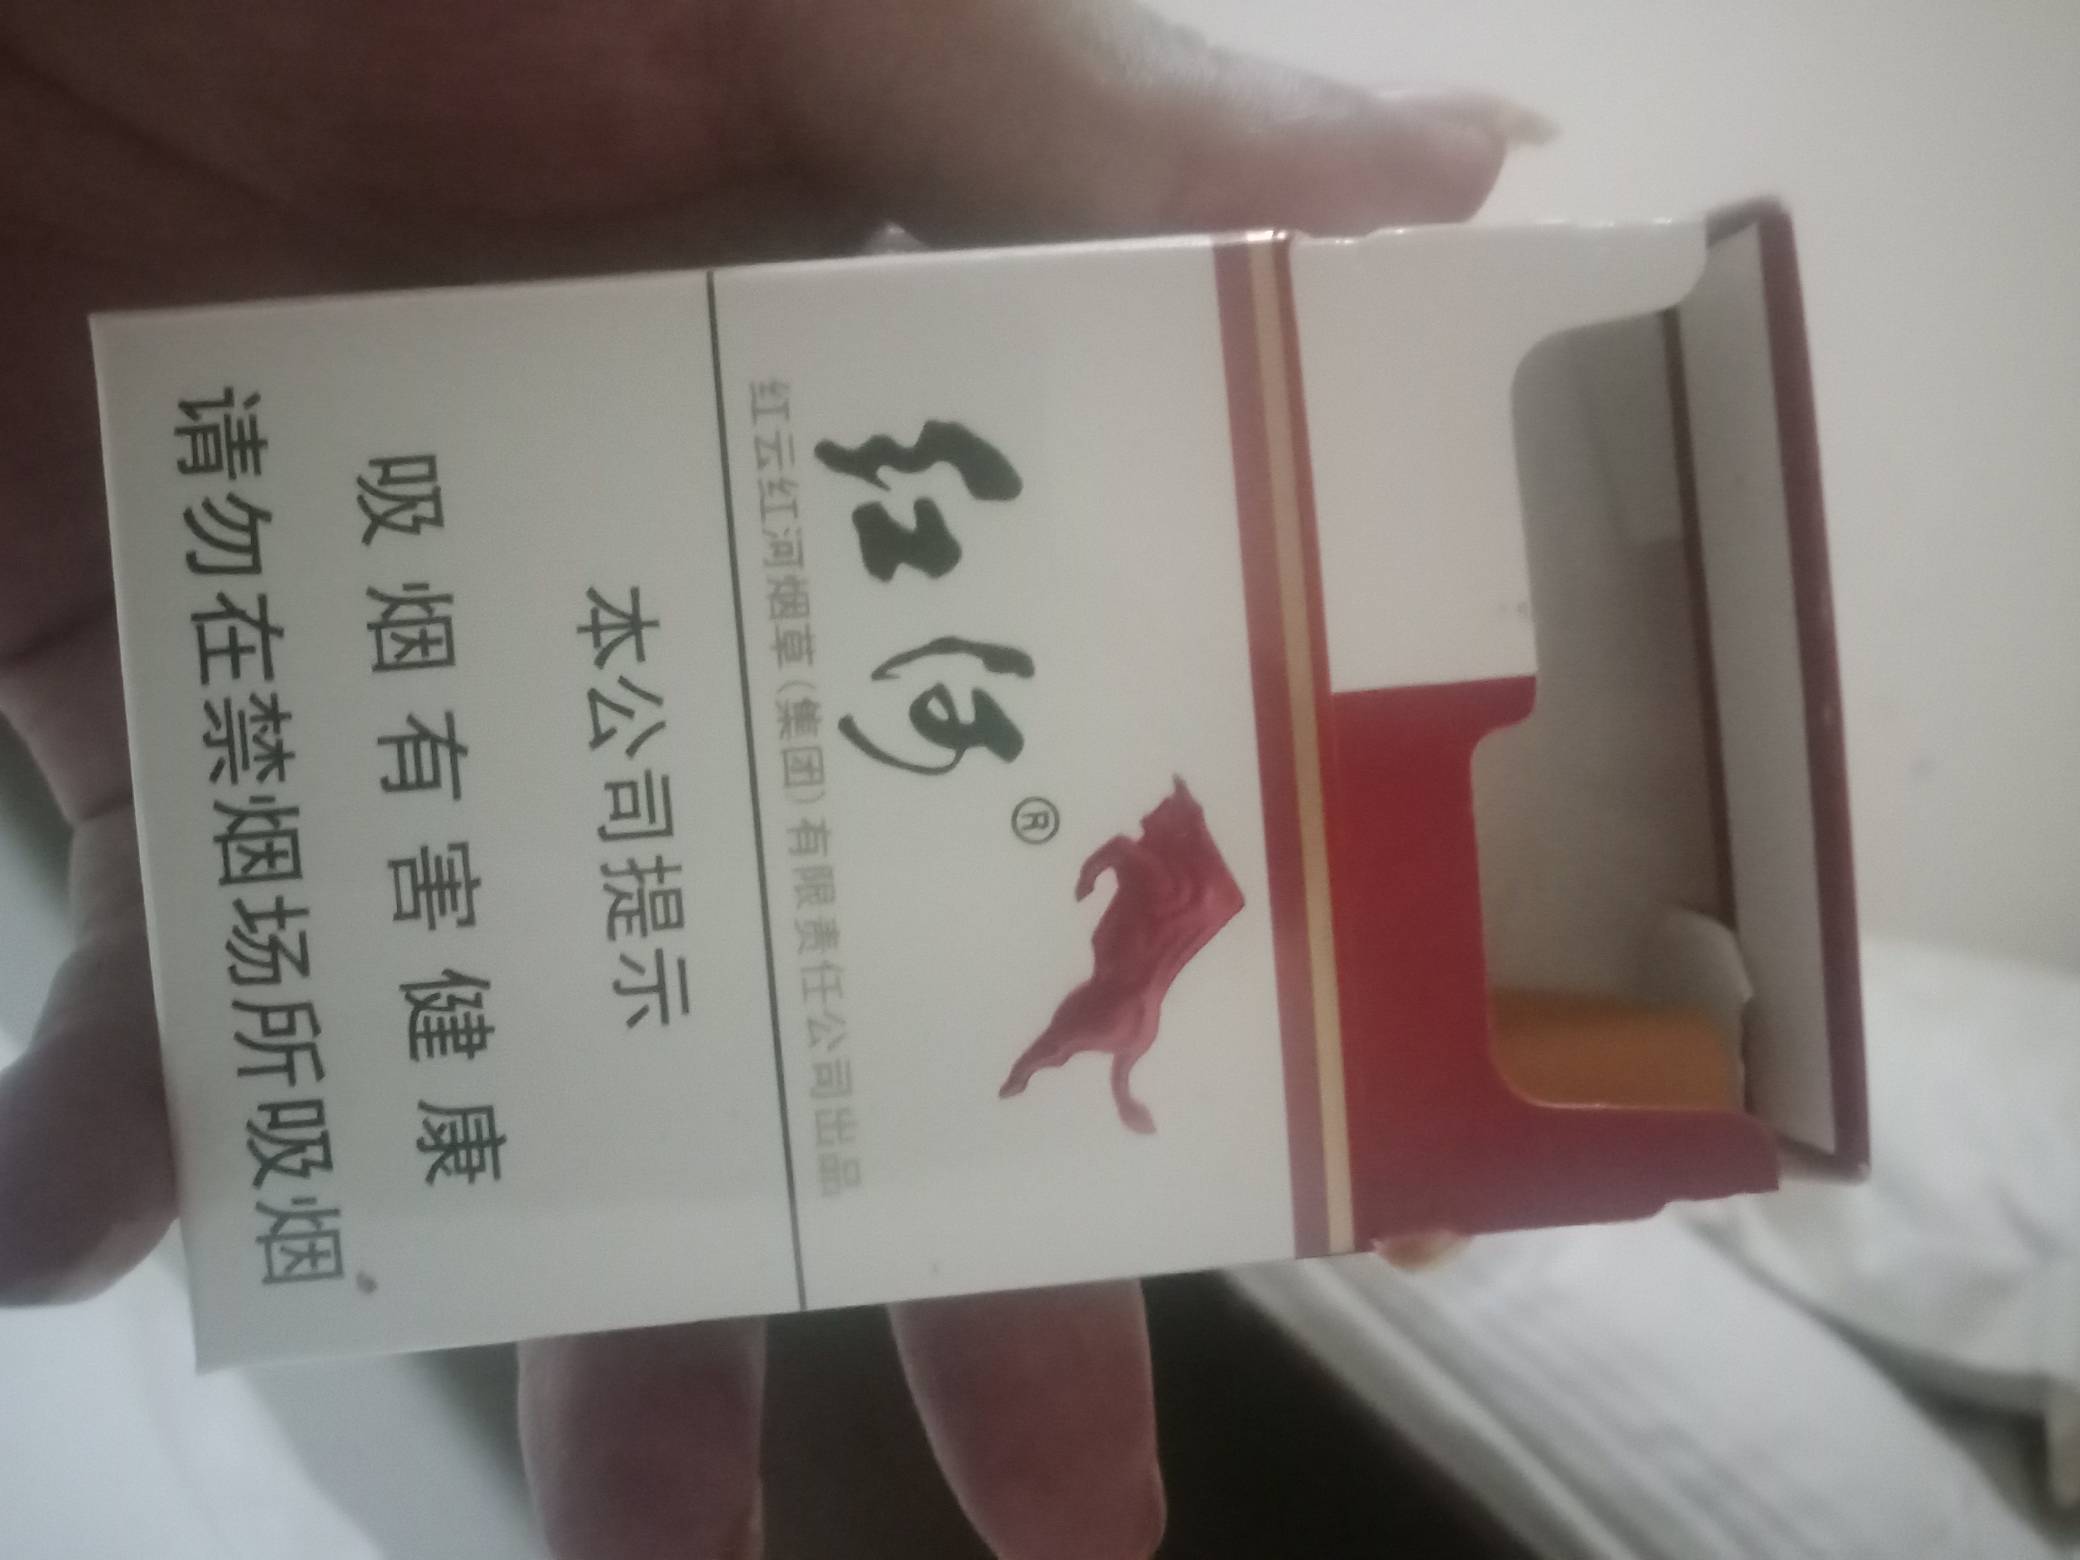 红河®
红云红河烟草(集团)有限责任公司出品
本公司提示
吸烟有害健康
请勿在禁烟场所吸烟